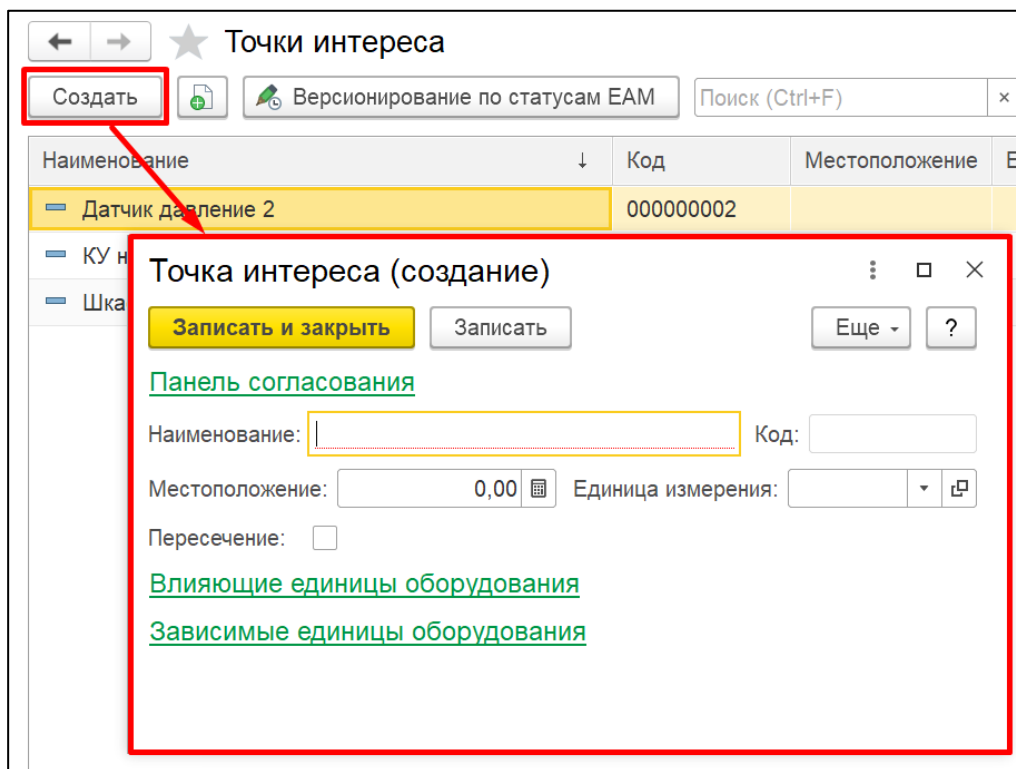 Точки интереса
Создать Версионирование по статусам EAM Поиск (Ctrl+F) ×
Наименование ↓ Код Местоположение
Датчик давление 2 000000002
КУ
Точка интереса (создание)
Записать и закрыть Записать Еще ?
Панель согласования
Наименование: Код:
Местоположение: 0,00 Единица измерения:
Пересечение:
Влияющие единицы оборудования
Зависимые единицы оборудования